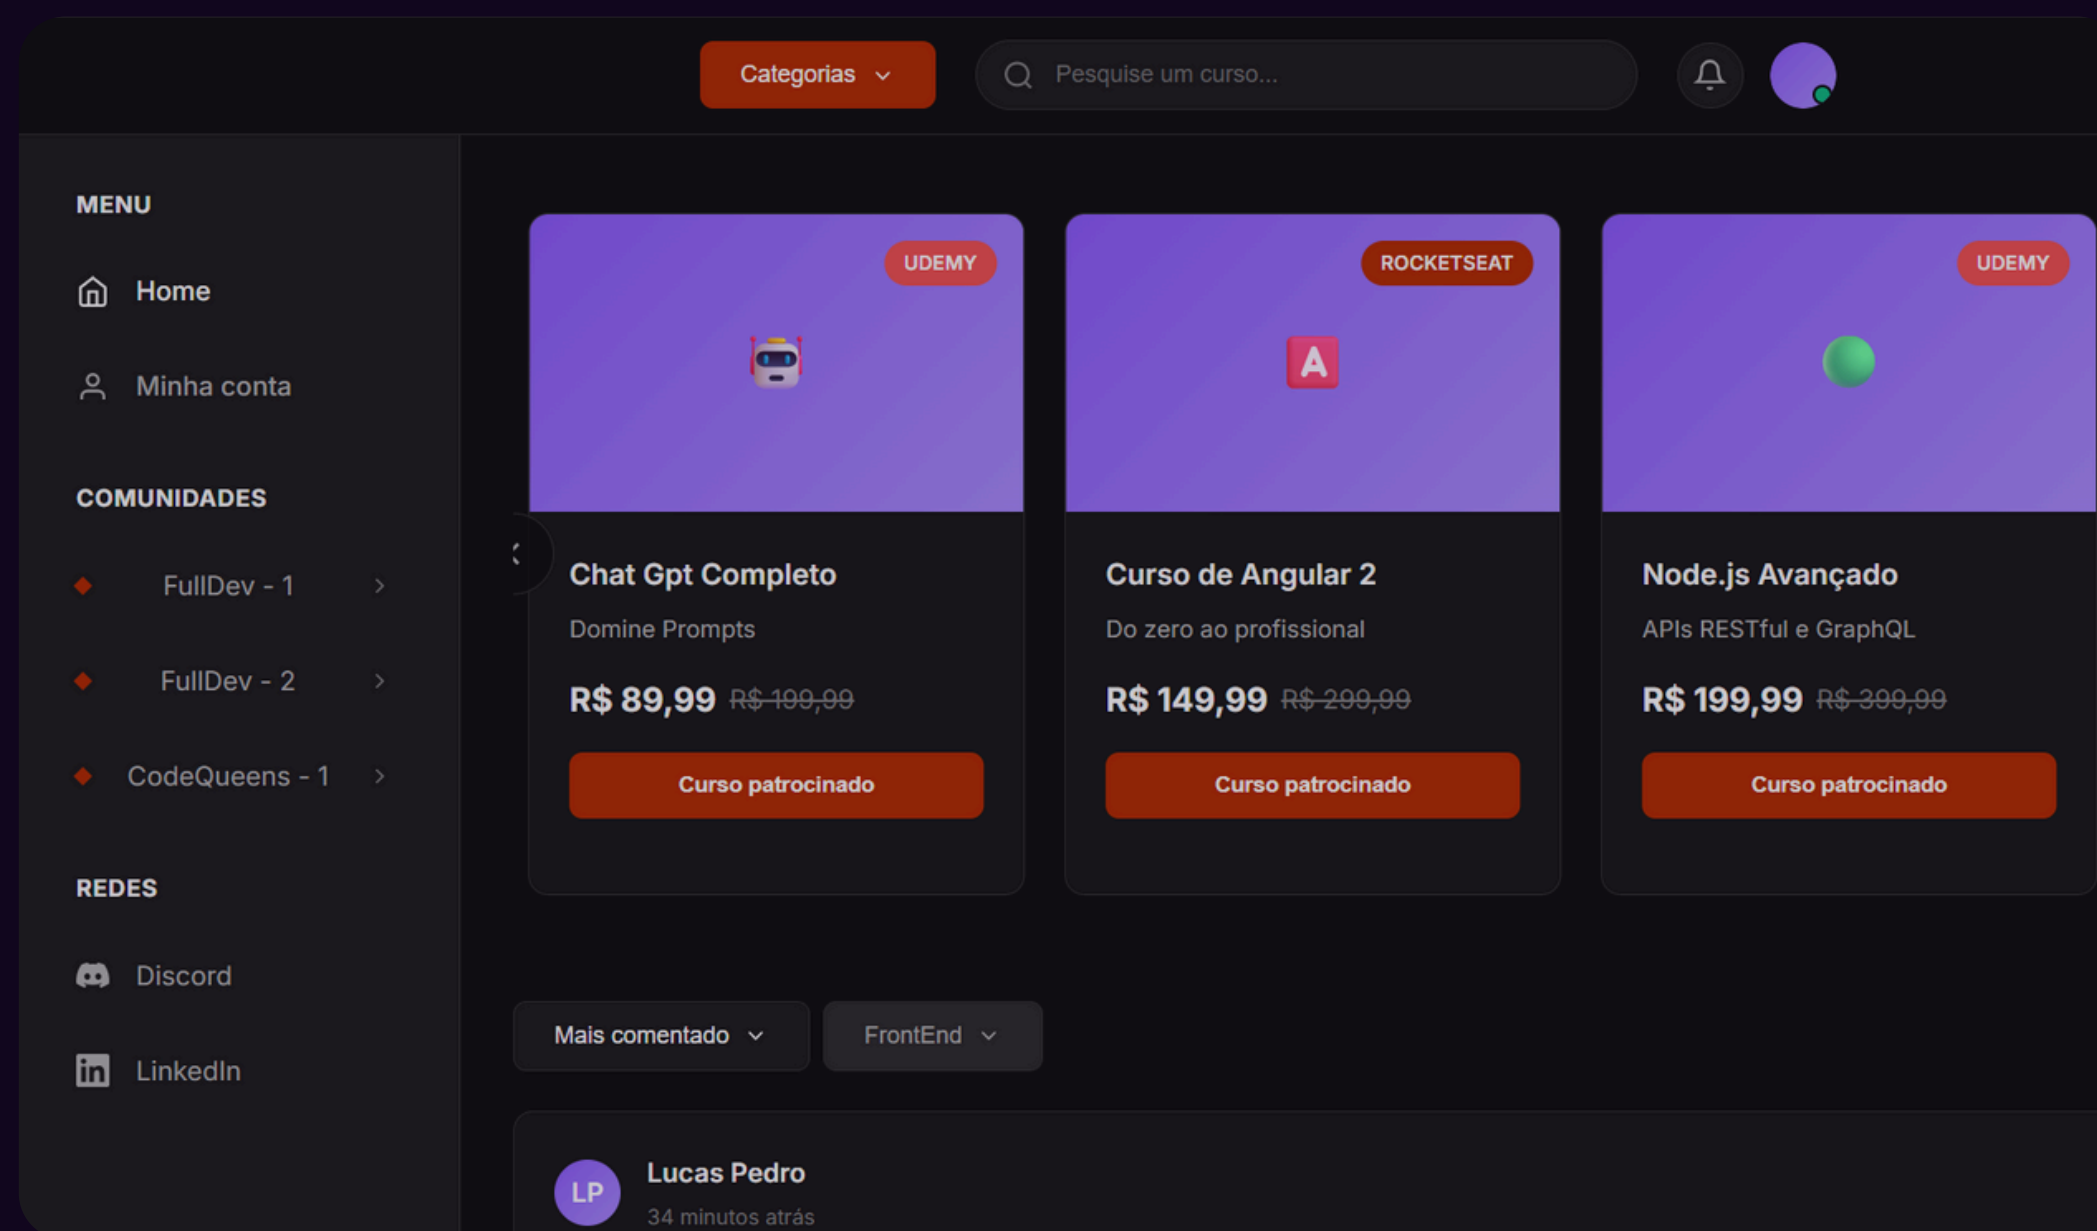 Categorias
Pesquise um curso...
MENU
Home
Minha conta
COMUNIDADES
FullDev - 1
FullDev - 2
CodeQueens - 1
REDES
Discord
LinkedIn
UDEMY
Chat Gpt Completo
Domine Prompts
R$ 89,99 R$ 199,99
Curso patrocinado
ROCKETSEAT
A
Curso de Angular 2
Do zero ao profissional
R$ 149,99 R$ 299,99
Curso patrocinado
UDEMY
Node.js Avançado
APIs RESTful e GraphQL
R$ 199,99 R$ 399,99
Curso patrocinado
Mais comentado
FrontEnd
LP
Lucas Pedro
34 minutos atrás